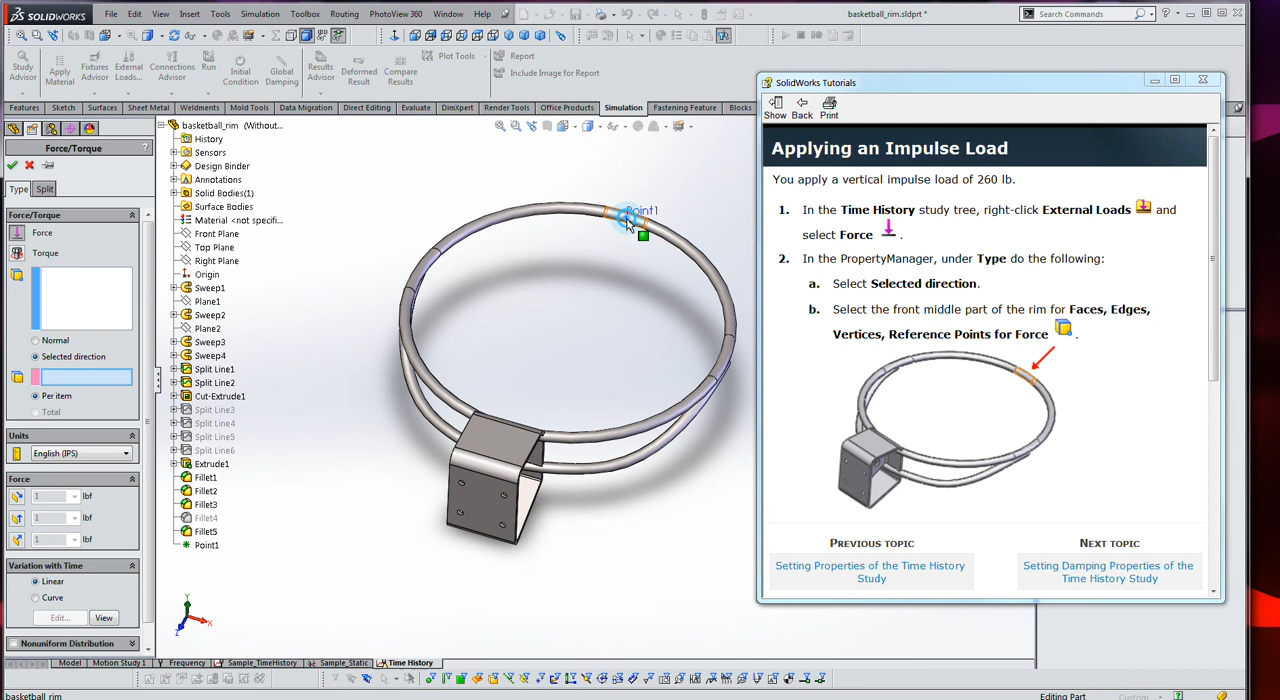 SOLIDWORKS
File Edit View Insert Tools Simulation Toolbox Routing PhotoView 360 Window Help
basketball_rim.sldprt *
Search Commands
Study Advisor
Apply Material
Fixtures Advisor
External Loads...
Connections Advisor
Run
Initial Condition
Global Damping
Results Advisor
Deformed Result
Compare Results
Plot Tools
Report
Include Image for Report
Features Sketch Surfaces Sheet Metal Weldments Mold Tools Data Migration Direct Editing Evaluate DimXpert Render Tools Office Products Simulation Fastening Feature Blocks
Force/Torque ?
Type Split
Force/Torque
Force
Torque
Normal
Selected direction
Per item
Total
Units
English (IPS)
Force
1 lbf
1 lbf
1 lbf
Variation with Time
Linear
Curve
Edit... View
Nonuniform Distribution
basketball_rim (Without...
History
Sensors
Design Binder
Annotations
Solid Bodies(1)
Surface Bodies
Material <not specifi...
Front Plane
Top Plane
Right Plane
Origin
Sweep1
Plane1
Sweep2
Plane2
Sweep3
Sweep4
Split Line1
Split Line2
Cut-Extrude1
Split Line3
Split Line4
Split Line5
Split Line6
Extrude1
Fillet1
Fillet2
Fillet3
Fillet4
Fillet5
Point1
Point1
Y
X
Z
SolidWorks Tutorials
Show Back Print
Applying an Impulse Load
You apply a vertical impulse load of 260 lb.
1. In the Time History study tree, right-click External Loads and
select Force .
2. In the PropertyManager, under Type do the following:
a. Select Selected direction.
b. Select the front middle part of the rim for Faces, Edges,
Vertices, Reference Points for Force .
PREVIOUS TOPIC
Setting Properties of the Time History
Study
NEXT TOPIC
Setting Damping Properties of the
Time History Study
Model Motion Study 1 Frequency Sample_TimeHistory Sample_Static Time History
basketball_rim
Editing Part
Custom